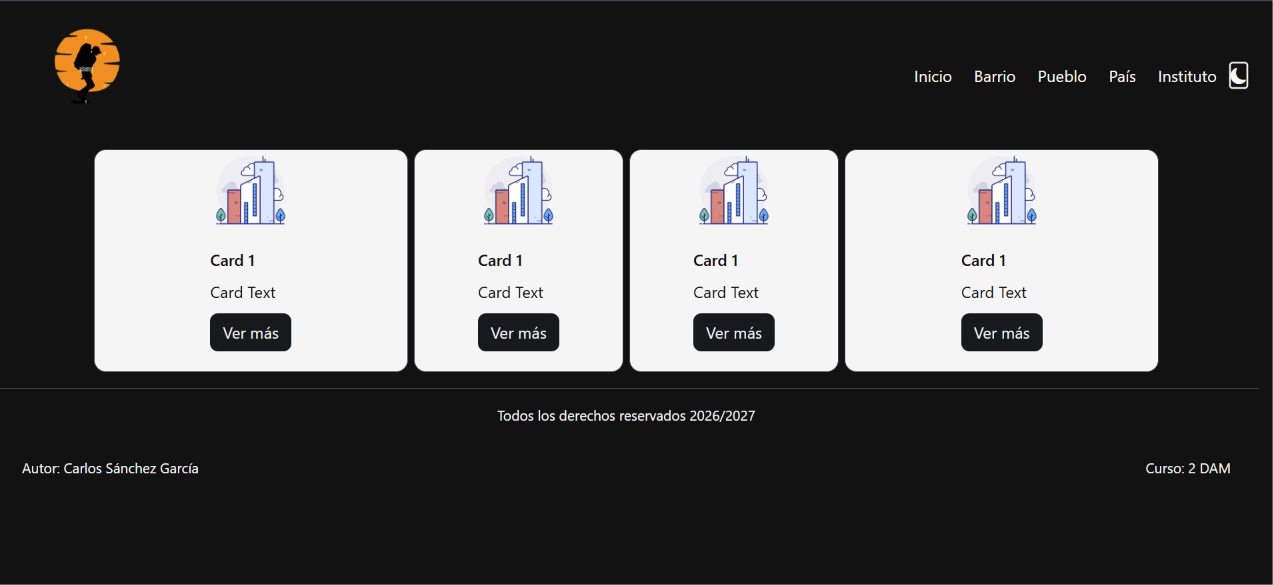 Inicio Barrio Pueblo País Instituto
Card 1 Card 1 Card 1 Card 1
Card Text Card Text Card Text Card Text
Ver más Ver más Ver más Ver más
Todos los derechos reservados 2026/2027
Autor: Carlos Sánchez García Curso: 2 DAM